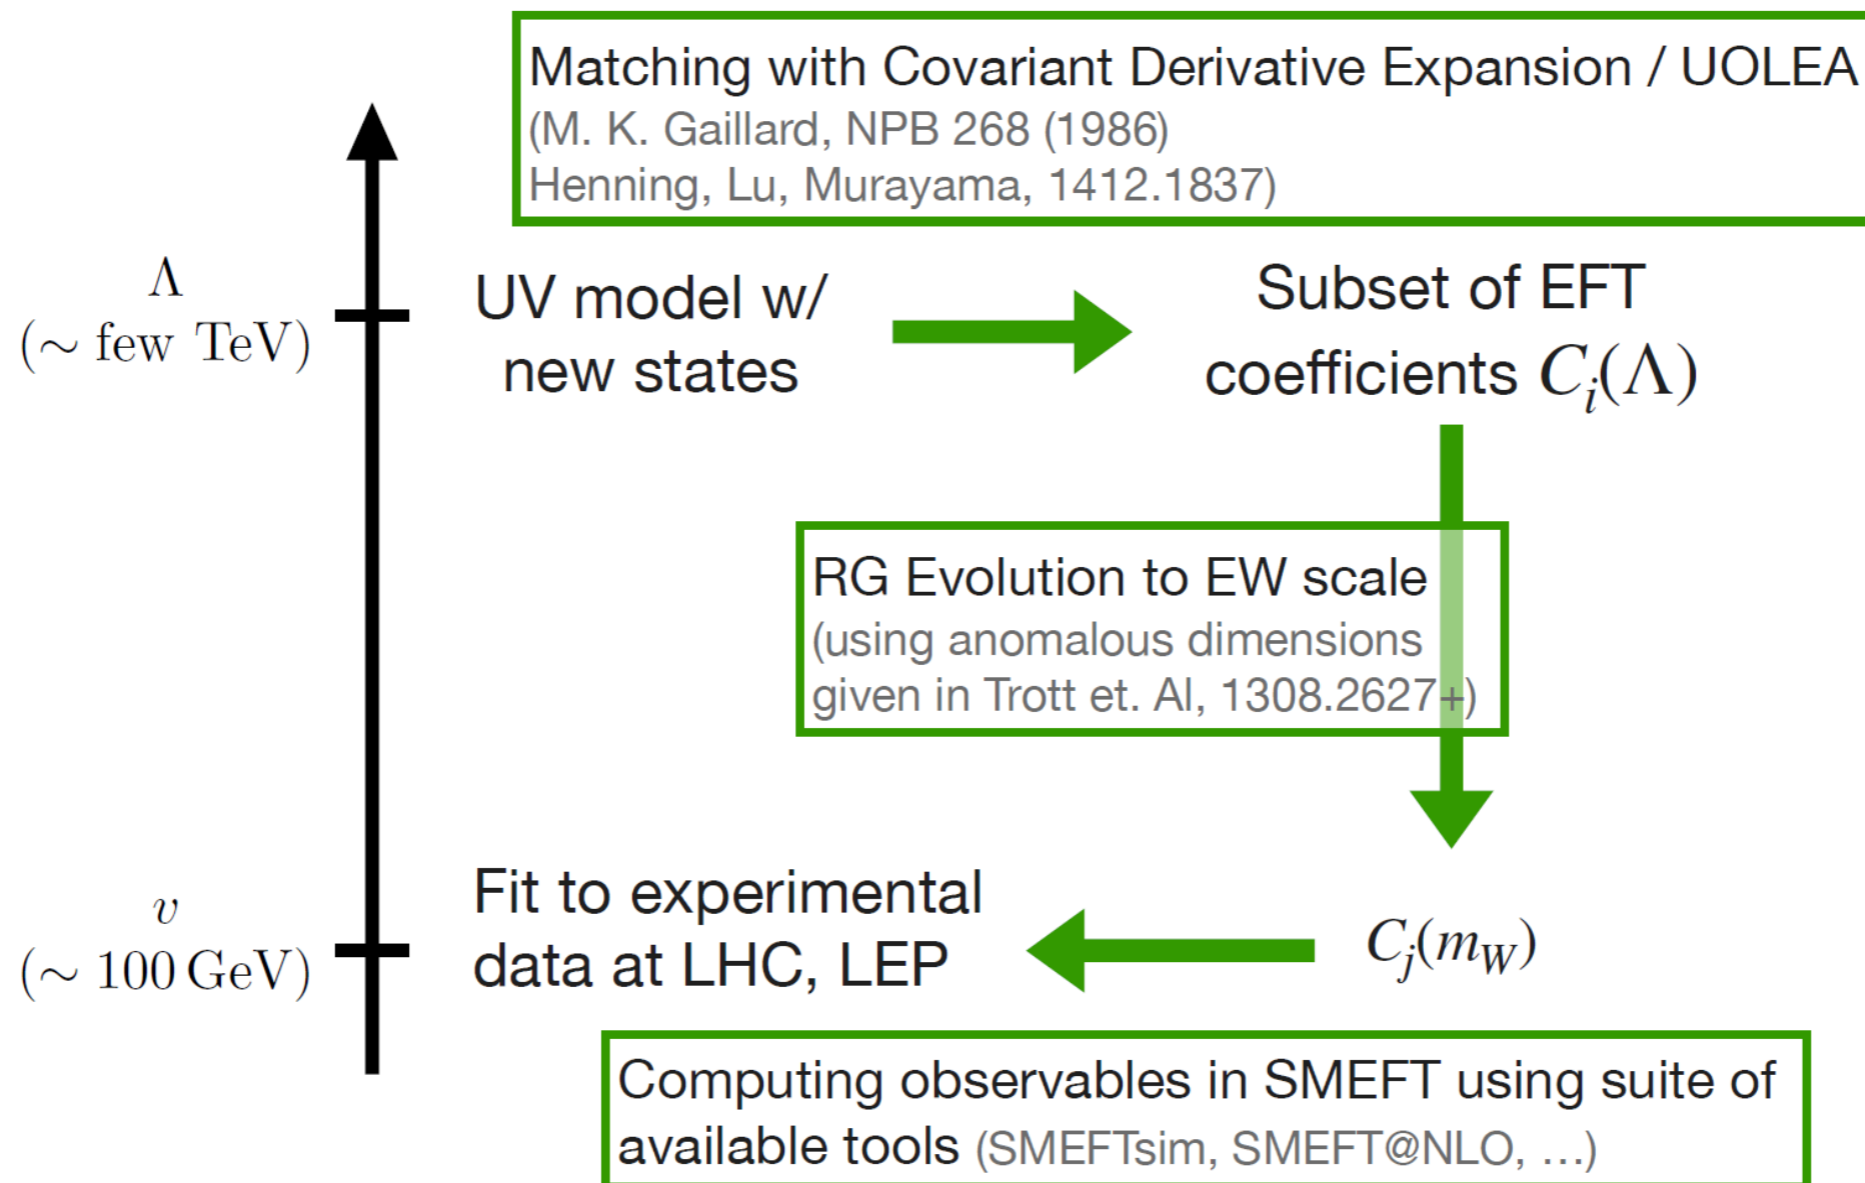 Matching with Covariant Derivative Expansion / UOLEA
(M. K. Gaillard, NPB 268 (1986)
Henning, Lu, Murayama, 1412.1837)
Λ
(∼ few TeV)
UV model w/
new states
Subset of EFT
coefficients C_i(Λ)
RG Evolution to EW scale
(using anomalous dimensions
given in Trott et. Al, 1308.2627+)
v
(∼ 100 GeV)
Fit to experimental
data at LHC, LEP
C_j(m_W)
Computing observables in SMEFT using suite of
available tools (SMEFTsim, SMEFT@NLO, …)